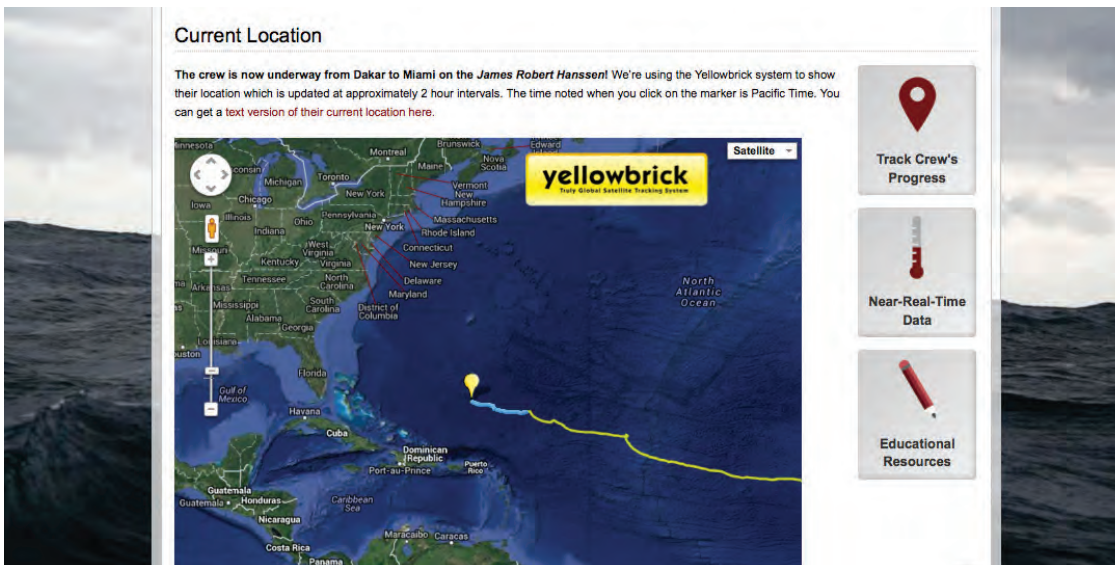 Current Location
The crew is now underway from Dakar to Miami on the James Robert Hanssen! We're using the Yellowbrick system to show
their location which is updated at approximately 2 hour intervals. The time noted when you click on the marker is Pacific Time. You
can get a text version of their current location here.
Track Crew's
Progress
Near-Real-Time
Data
Educational
Resources
Satellite
yellowbrick
Truly Global Satellite Tracking System
Minnesota
Montreal
Brunswick
Edward
Maine
Nova
Scotia
Michigan
Toronto
Vermont
New
Hampshire
New York
Iowa
Chicago
Illinois
Indiana
Ohio
Pennsylvania
New York
Massachusetts
Rhode Island
Connecticut
Missouri
West
Virginia
Kentucky
Virginia
New Jersey
Delaware
Maryland
District of
Columbia
Tennessee
North
Carolina
Arkansas
Mississippi
South
Carolina
Alabama
Georgia
Louisiana
ouston
Florida
Gulf of
Mexico
North
Atlantic
Ocean
Havana
Cuba
Dominican
Republic
Port-au-Prince
Puerto
Rico
Guatemala
Guatemala
Honduras
Caribbean
Sea
Nicaragua
Maracaibo
Caracas
Costa Rica
Panama